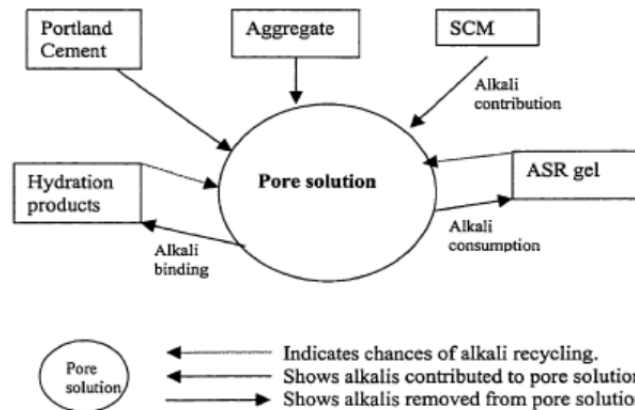 Portland
Cement
Aggregate
SCM
Alkali
contribution
Hydration
products
Pore solution
ASR gel
Alkali
binding
Alkali
consumption
Pore
solution
Indicates chances of alkali recycling.
Shows alkalis contributed to pore solution
Shows alkalis removed from pore solution